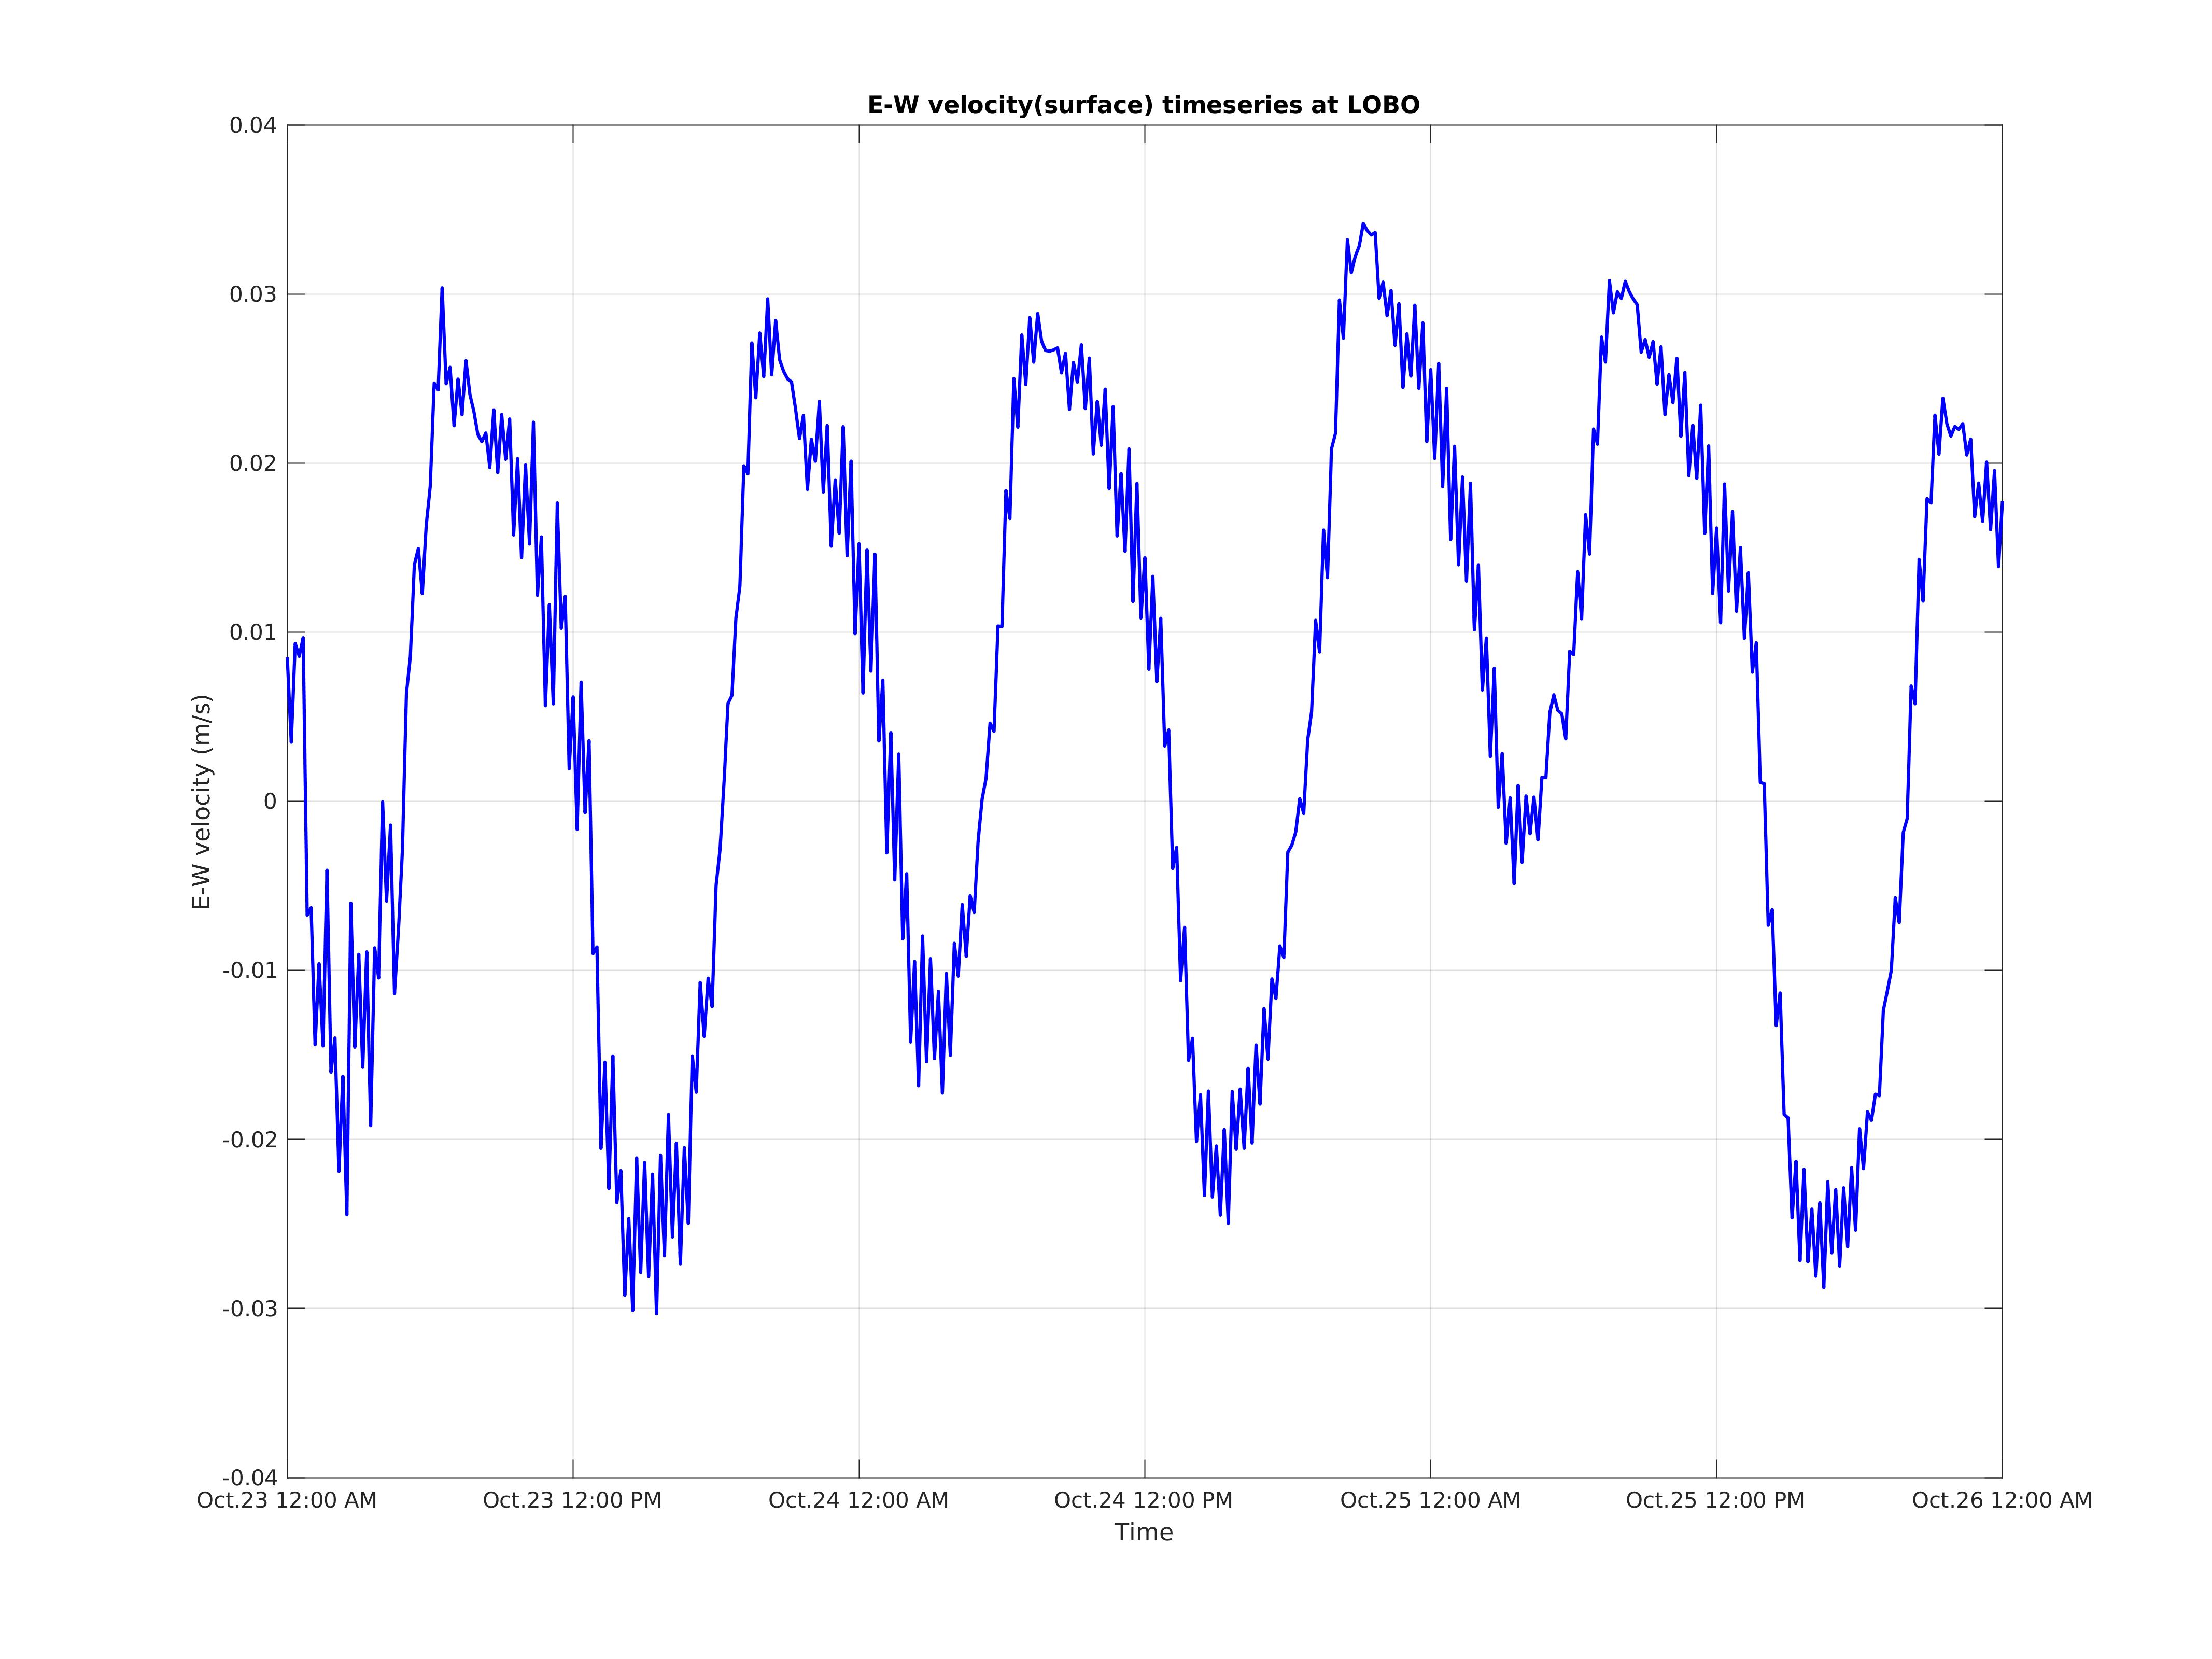 E-W velocity(surface) timeseries at LOBO
0.04
0.03
0.02
0.01
0
-0.01
-0.02
-0.03
-0.04
E-W velocity (m/s)
Oct.23 12:00 AM Oct.23 12:00 PM Oct.24 12:00 AM Oct.24 12:00 PM Oct.25 12:00 AM Oct.25 12:00 PM Oct.26 12:00 AM
Time